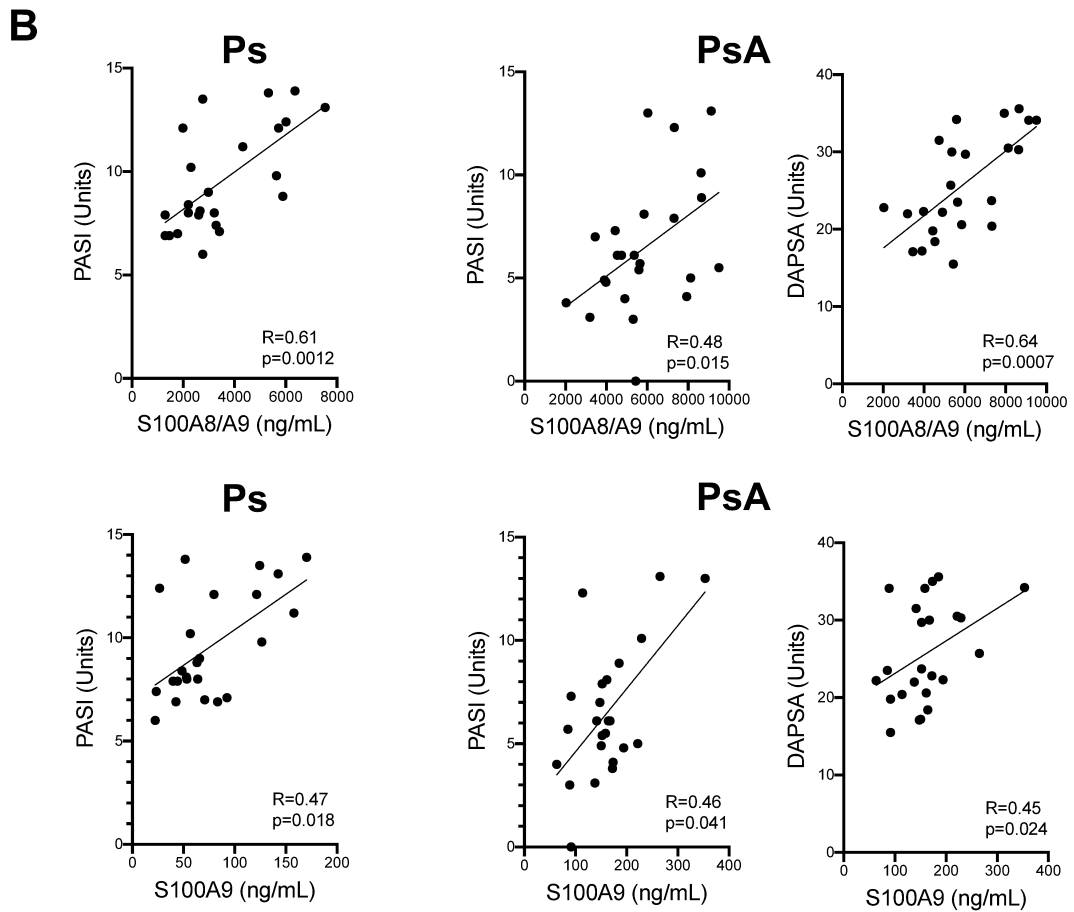 B
Ps
PsA
15
10
5
0
PASI (Units)
R=0.61
p=0.0012
0 2000 4000 6000 8000
S100A8/A9 (ng/mL)
15
10
5
0
PASI (Units)
R=0.48
p=0.015
0 2000 4000 6000 8000 10000
S100A8/A9 (ng/mL)
40
30
20
10
0
DAPSA (Units)
R=0.64
p=0.0007
0 2000 4000 6000 8000 10000
S100A8/A9 (ng/mL)
Ps
PsA
15
10
5
0
PASI (Units)
R=0.47
p=0.018
0 50 100 150 200
S100A9 (ng/mL)
15
10
5
0
PASI (Units)
R=0.46
p=0.041
0 100 200 300 400
S100A9 (ng/mL)
40
30
20
10
0
DAPSA (Units)
R=0.45
p=0.024
0 100 200 300 400
S100A9 (ng/mL)